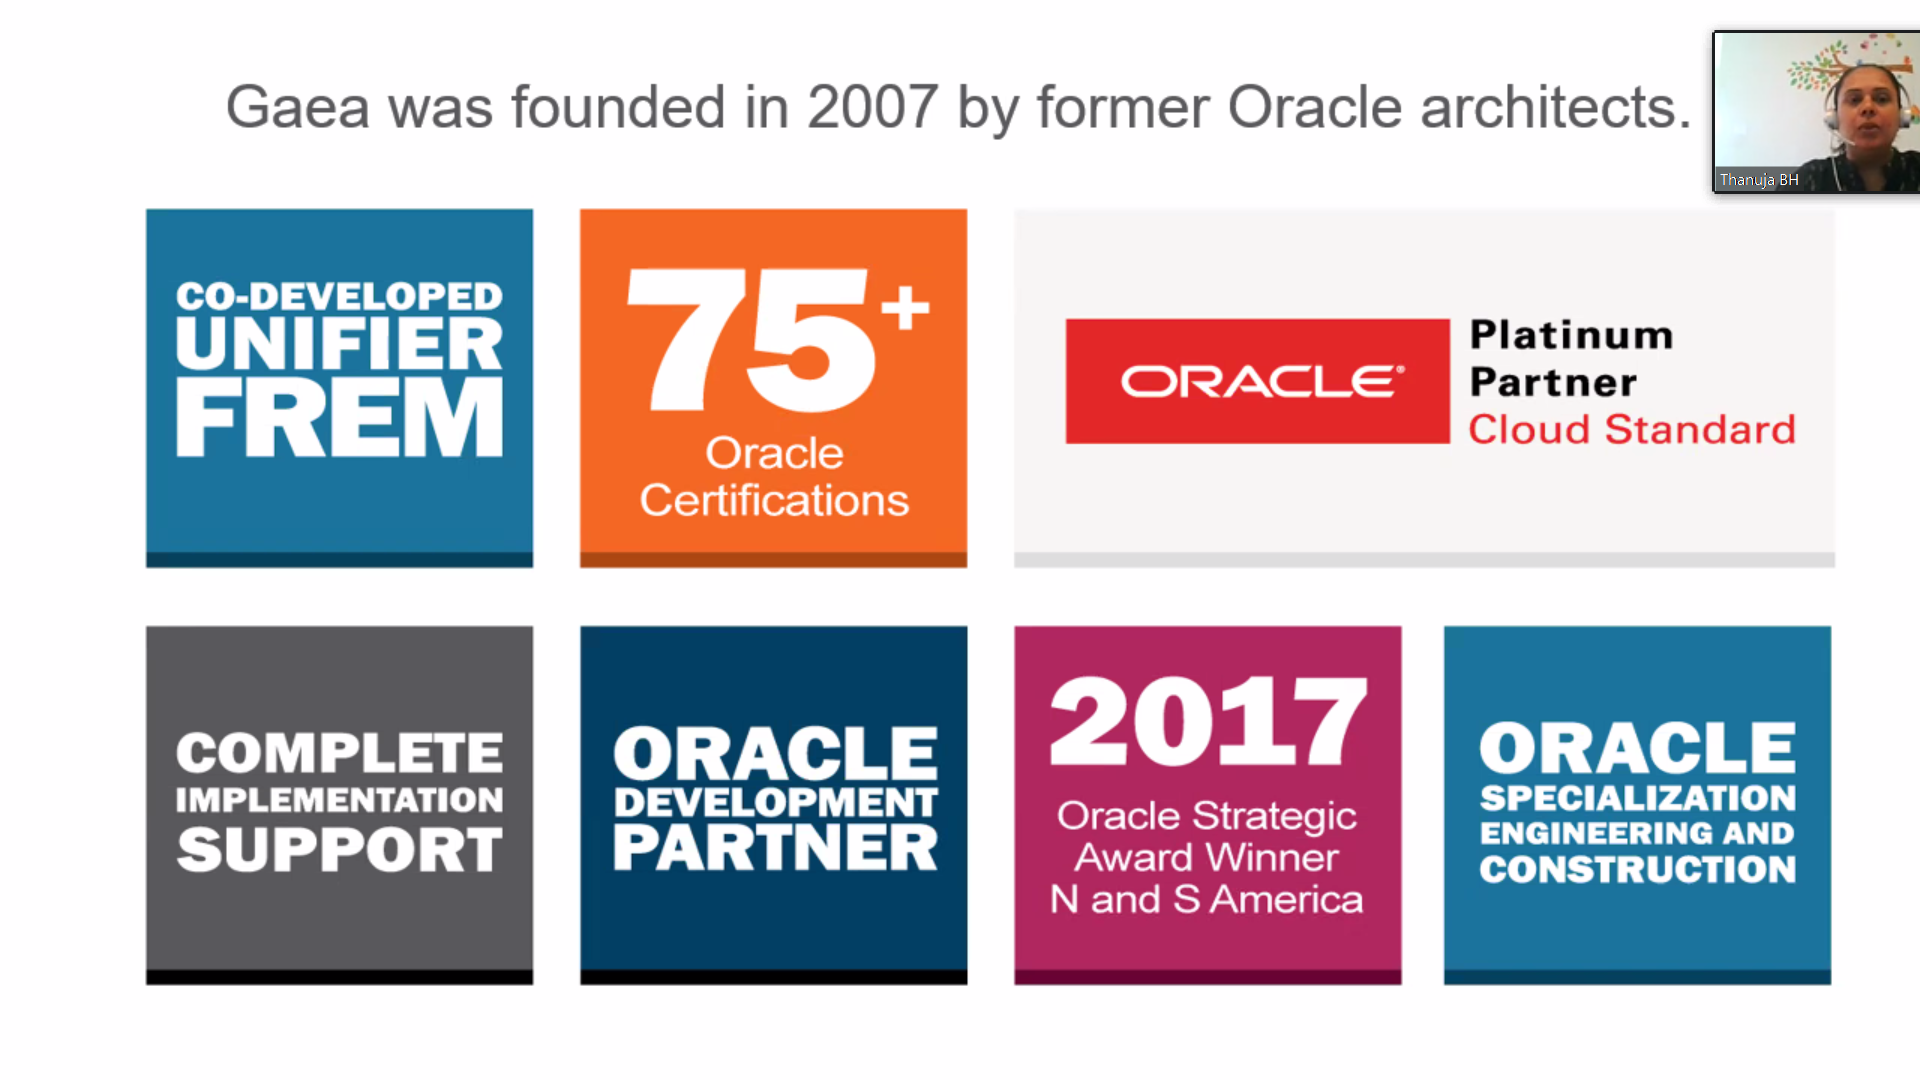 Gaea was founded in 2007 by former Oracle architects.
Thanuja BH
CO-DEVELOPED
UNIFIER
FREM
75+
Oracle
Certifications
ORACLE®
Platinum
Partner
Cloud Standard
COMPLETE
IMPLEMENTATION
SUPPORT
ORACLE
DEVELOPMENT
PARTNER
2017
Oracle Strategic
Award Winner
N and S America
ORACLE
SPECIALIZATION
ENGINEERING AND
CONSTRUCTION